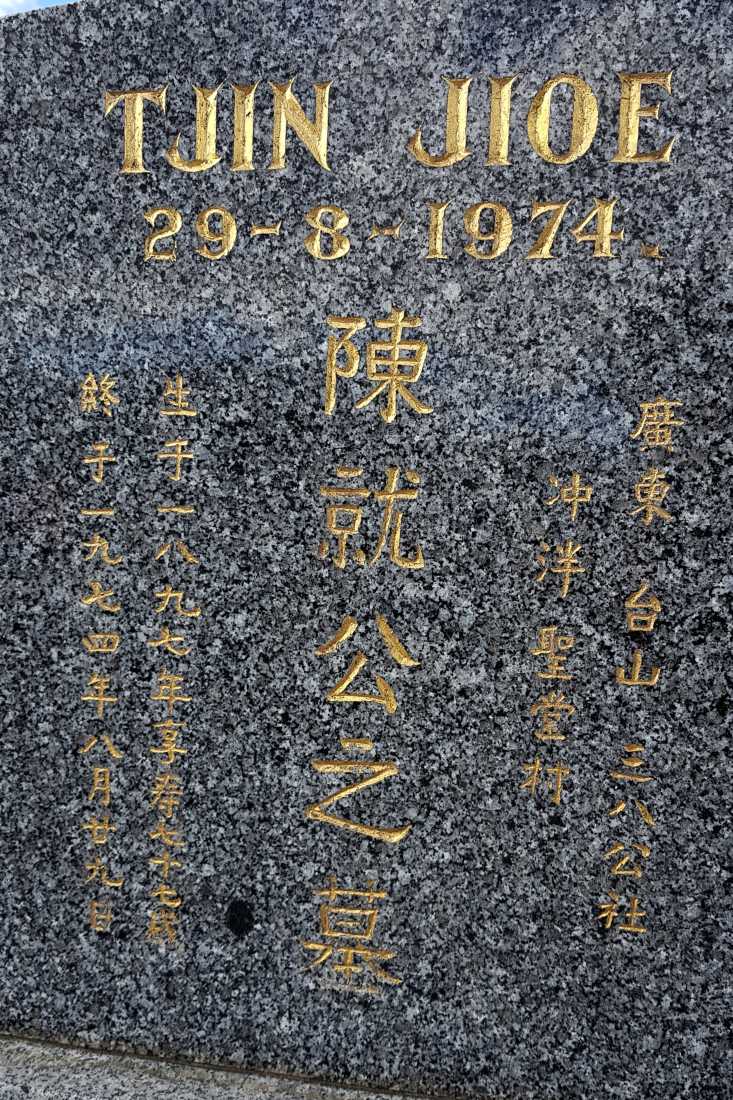 TJIN JIOE
29-8-1974.
廣東 台山 三八公社
冲泮 聖堂村
陳就公之墓
生于一八九七年享寿七十七歲
終于一九七四年八月廿九日